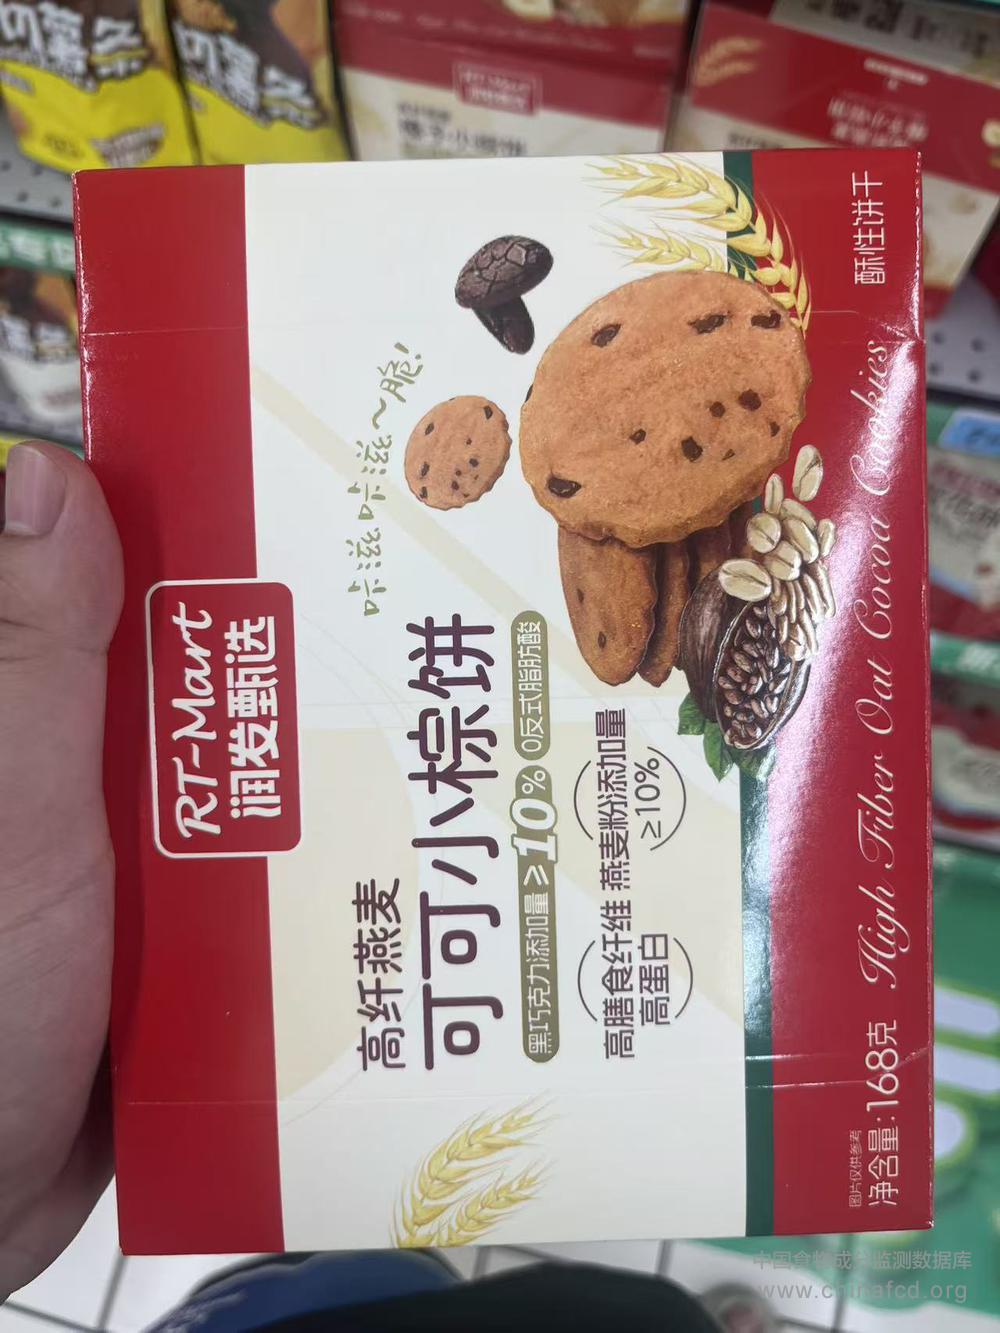 RT-Mart
润发甄选
高纤燕麦
可可小棕饼
咔滋咔滋~脆!
黑巧克力添加量≥10% 0反式脂肪酸
高膳食纤维
高蛋白
燕麦粉添加量
≥10%
High Fiber Oat Cocoa Cookies
图片仅供参考
净含量:168克
酥性饼干
中国食物成分监测数据库
www.chinafcd.org